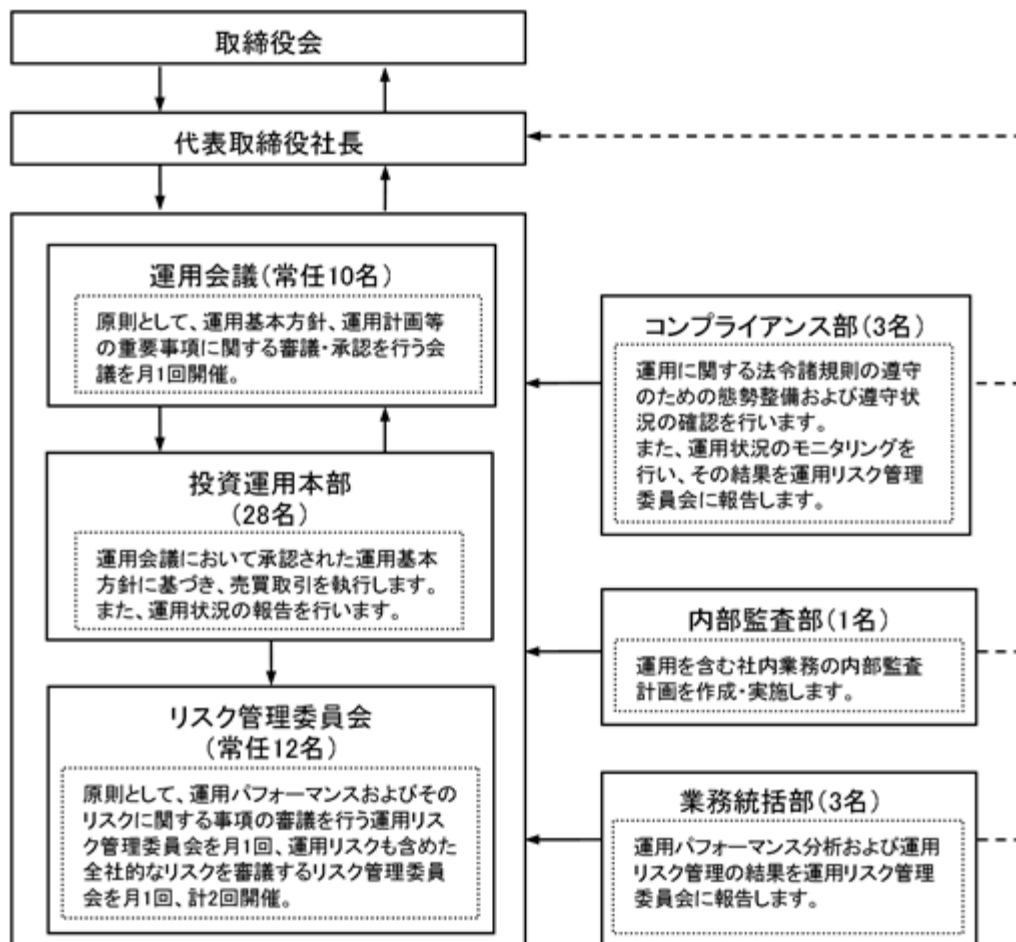 取締役会
代表取締役社長
運用会議(常任10名)
原則として、運用基本方針、運用計画等
の重要事項に関する審議・承認を行う会
議を月1回開催。
投資運用本部
(28名)
運用会議において承認された運用基本
方針に基づき、売買取引を執行します。
また、運用状況の報告を行います。
リスク管理委員会
(常任12名)
原則として、運用パフォーマンスおよびその
リスクに関する事項の審議を行う運用リス
ク管理委員会を月1回、運用リスクも含めた
全社的なリスクを審議するリスク管理委員
会を月1回、計2回開催。
コンプライアンス部(3名)
運用に関する法令諸規則の遵守
のための態勢整備および遵守状
況の確認を行います。
また、運用状況のモニタリングを
行い、その結果を運用リスク管理
委員会に報告します。
内部監査部(1名)
運用を含む社内業務の内部監査
計画を作成・実施します。
業務統括部(3名)
運用パフォーマンス分析および運用
リスク管理の結果を運用リスク管理
委員会に報告します。